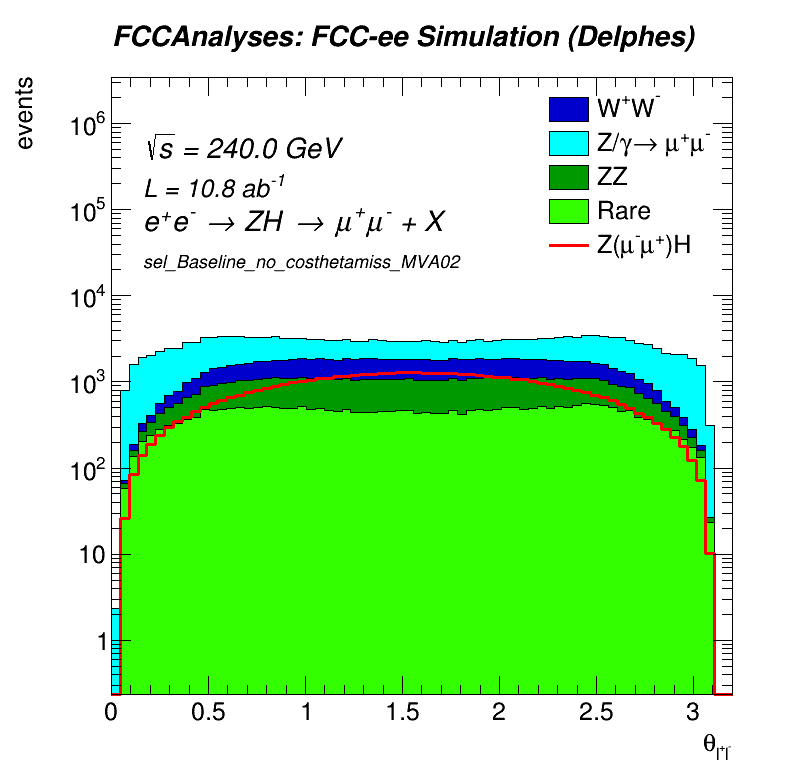 FCCAnalyses: FCC-ee Simulation (Delphes)
events
√s = 240.0 GeV
L = 10.8 ab⁻¹
e⁺e⁻ → ZH → μ⁺μ⁻ + X
sel_Baseline_no_costhetamiss_MVA02
W⁺W⁻
Z/γ→ μ⁺μ⁻
ZZ
Rare
Z(μ⁻μ⁺)H
10⁶
10⁵
10⁴
10³
10²
10
1
0 0.5 1 1.5 2 2.5 3
θ_l⁺l⁻